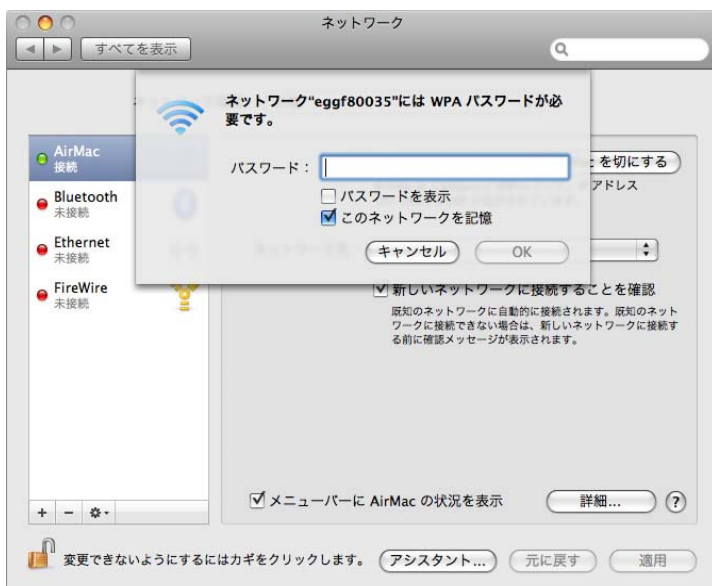 ネットワーク
すべてを表示
ネットワーク“eggf80035”には WPA パスワードが必
要です。
パスワード：
パスワードを表示
このネットワークを記憶
キャンセル
OK
AirMac
接続
Bluetooth
未接続
Ethernet
未接続
FireWire
未接続
を切にする
アドレス
新しいネットワークに接続することを確認
既知のネットワークに自動的に接続されます。既知のネット
ワークに接続できない場合は、新しいネットワークに接続す
る前に確認メッセージが表示されます。
メニューバーに AirMac の状況を表示
詳細...
?
変更できないようにするにはカギをクリックします。
アシスタント...
元に戻す
適用